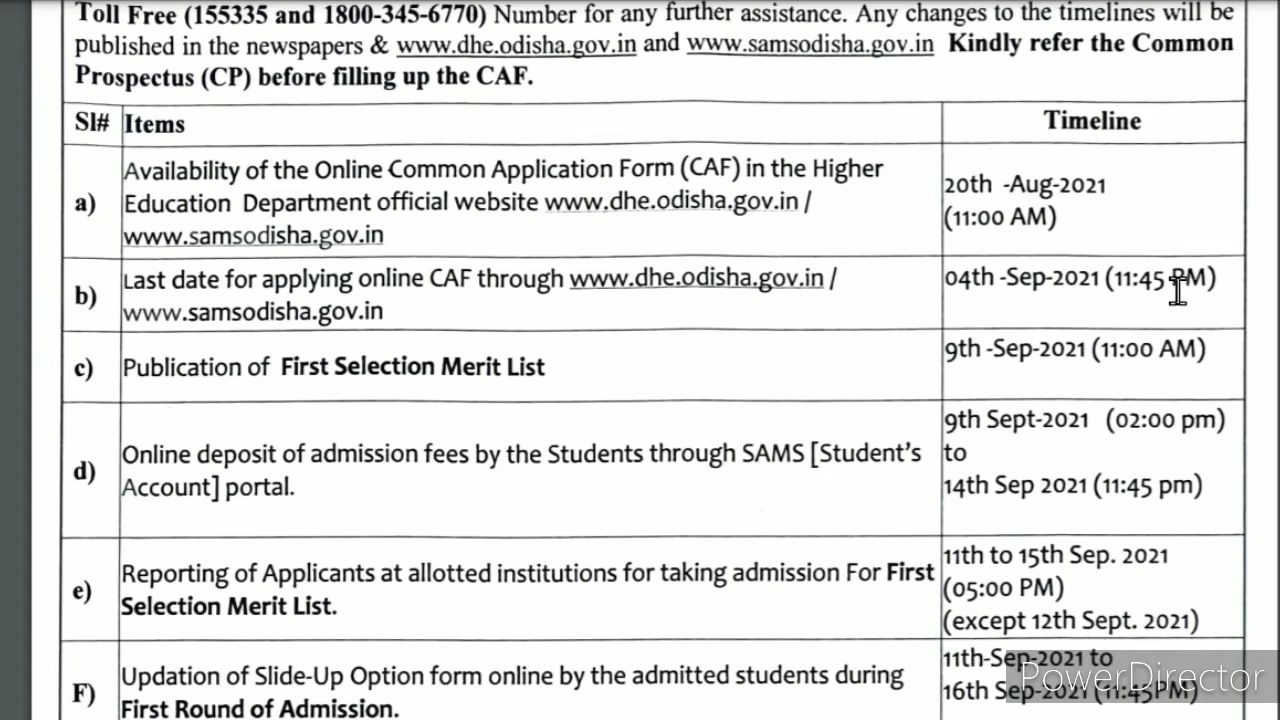 Toll Free (155335 and 1800-345-6770) Number for any further assistance. Any changes to the timelines will be
published in the newspapers & www.dhe.odisha.gov.in and www.samsodisha.gov.in Kindly refer the Common
Prospectus (CP) before filling up the CAF.
Sl# Items Timeline
a) Availability of the Online Common Application Form (CAF) in the Higher
Education Department official website www.dhe.odisha.gov.in /
www.samsodisha.gov.in
20th -Aug-2021
(11:00 AM)
b) Last date for applying online CAF through www.dhe.odisha.gov.in /
www.samsodisha.gov.in
04th -Sep-2021 (11:45 PM)
c) Publication of First Selection Merit List
9th -Sep-2021 (11:00 AM)
d) Online deposit of admission fees by the Students through SAMS [Student's
Account] portal.
9th Sept-2021 (02:00 pm)
to
14th Sep 2021 (11:45 pm)
e) Reporting of Applicants at allotted institutions for taking admission For First
Selection Merit List.
11th to 15th Sep. 2021
(05:00 PM)
(except 12th Sept. 2021)
F) Updation of Slide-Up Option form online by the admitted students during
First Round of Admission.
11th-Sep-2021 to
16th Sep-2021 (11:45PM)
PowerDirector